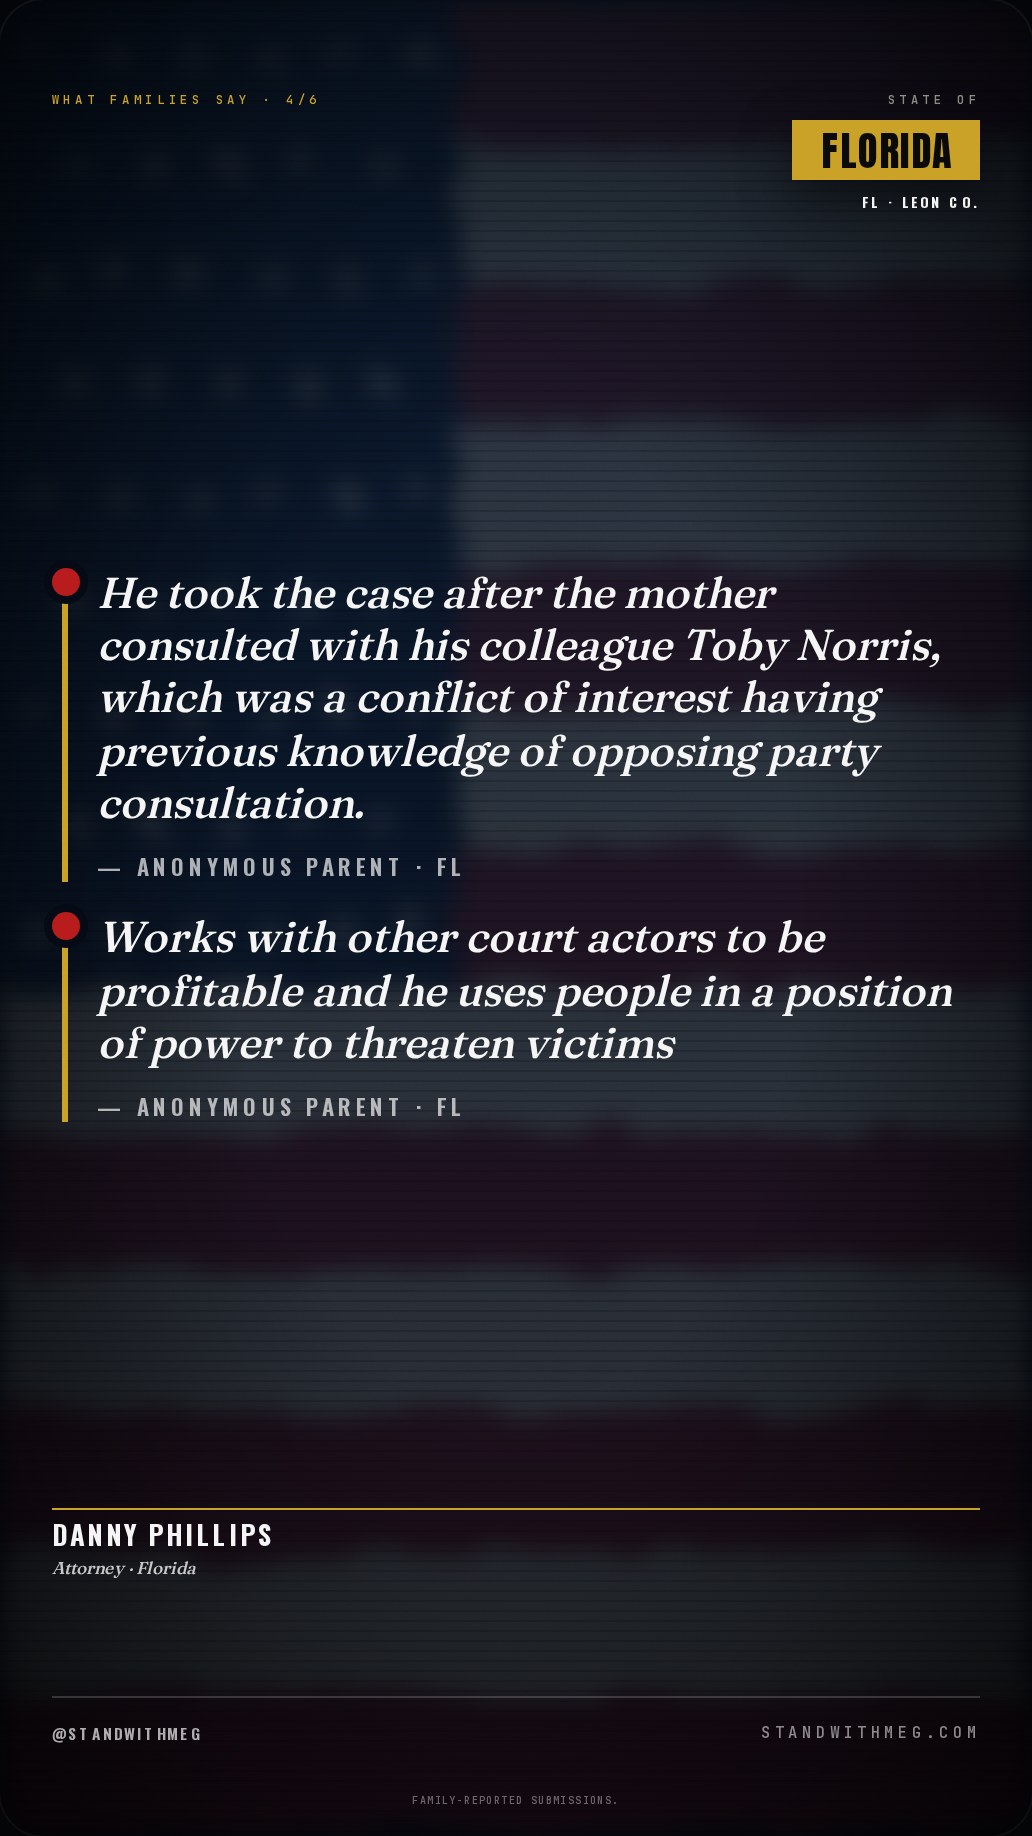 WHAT FAMILIES SAY · 4/6
STATE OF
FLORIDA
FL · LEON CO.
He took the case after the mother
consulted with his colleague Toby Norris,
which was a conflict of interest having
previous knowledge of opposing party
consultation.
— ANONYMOUS PARENT · FL
Works with other court actors to be
profitable and he uses people in a position
of power to threaten victims
— ANONYMOUS PARENT · FL
DANNY PHILLIPS
Attorney · Florida
@STANDWITHMEG
STANDWITHMEG.COM
FAMILY-REPORTED SUBMISSIONS.